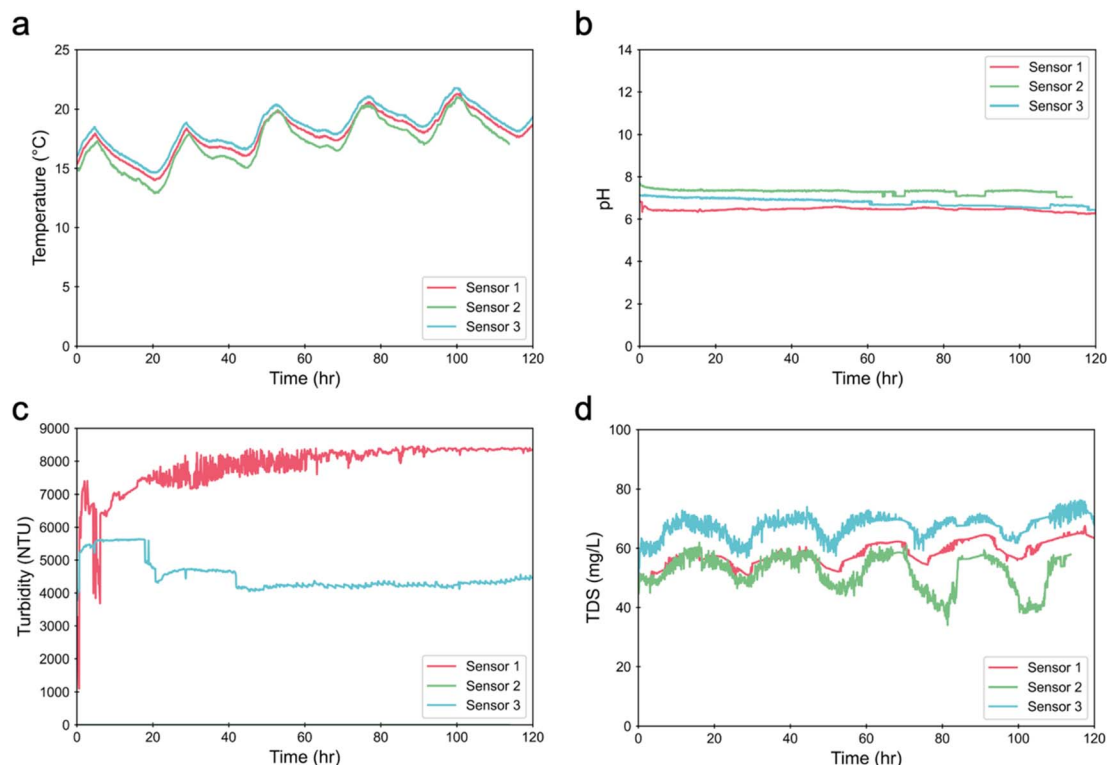 a
25
20
15
10
5
0
Temperature (°C)
0 20 40 60 80 100 120
Time (hr)
Sensor 1
Sensor 2
Sensor 3
b
14
12
10
8
6
4
2
0
pH
0 20 40 60 80 100 120
Time (hr)
Sensor 1
Sensor 2
Sensor 3
c
9000
8000
7000
6000
5000
4000
3000
2000
1000
0
Turbidity (NTU)
0 20 40 60 80 100 120
Time (hr)
Sensor 1
Sensor 2
Sensor 3
d
100
80
60
40
20
0
TDS (mg/L)
0 20 40 60 80 100 120
Time (hr)
Sensor 1
Sensor 2
Sensor 3